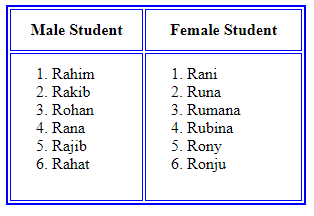 Male Student
Female Student
1. Rahim
2. Rakib
3. Rohan
4. Rana
5. Rajib
6. Rahat
1. Rani
2. Runa
3. Rumana
4. Rubina
5. Rony
6. Ronju